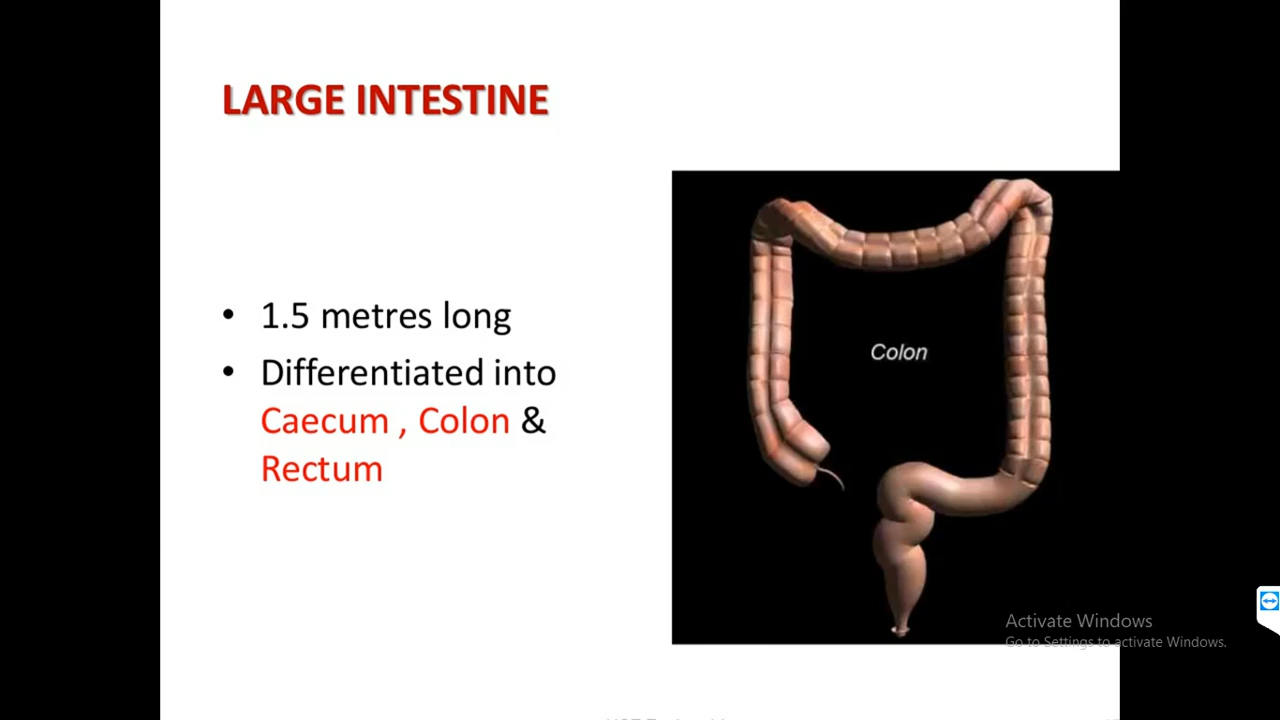 LARGE INTESTINE
• 1.5 metres long
• Differentiated into
Caecum , Colon &
Rectum
Colon
Activate Windows
Go to Settings to activate Windows.